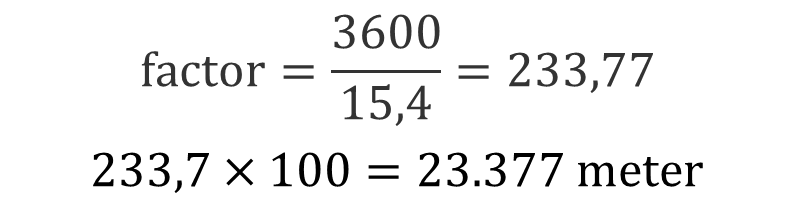 factor = 3600 / 15,4 = 233,77
233,7 × 100 = 23.377 meter